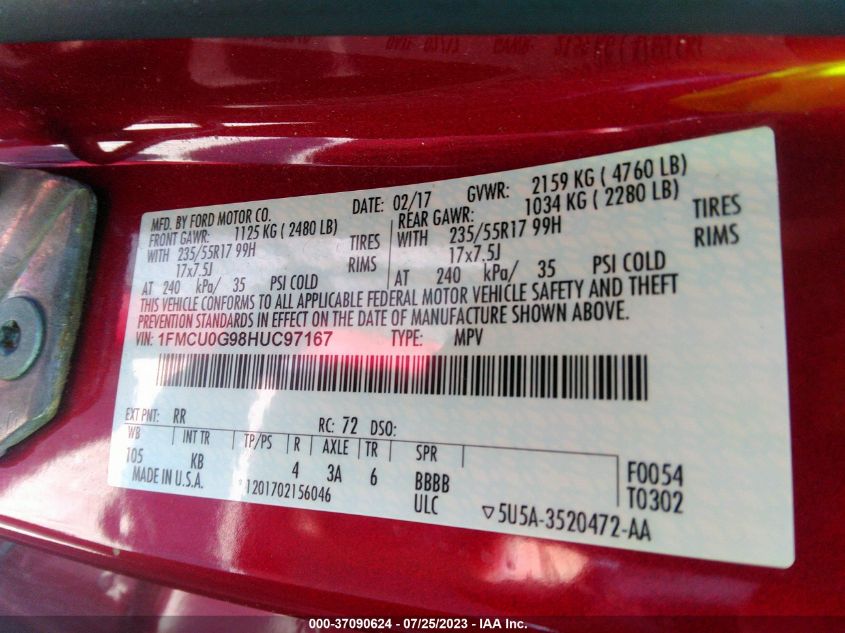 MFD. BY FORD MOTOR CO. DATE: 02/17 GVWR: 2159 KG ( 4760 LB)
FRONT GAWR: 1125 KG ( 2480 LB) REAR GAWR: 1034 KG ( 2280 LB)
WITH 235/55R17 99H TIRES WITH 235/55R17 99H TIRES
17x7.5J RIMS 17x7.5J RIMS
AT 240 kPa/ 35 PSI COLD AT 240 kPa/ 35 PSI COLD
THIS VEHICLE CONFORMS TO ALL APPLICABLE FEDERAL MOTOR VEHICLE SAFETY AND THEFT
PREVENTION STANDARDS IN EFFECT ON THE DATE OF MANUFACTURE SHOWN ABOVE.
VIN: 1FMCU0G98HUC97167 TYPE: MPV
EXT PNT: RR RC: 72 DSO:
WB INT TR TP/PS R AXLE TR SPR
105 KB 4 3A 6 BBBB F0054
MADE IN U.S.A. *1201702156046 ULC T0302
▽5U5A-3520472-AA
000-37090624 / 07/25/2023 - IAA Inc.